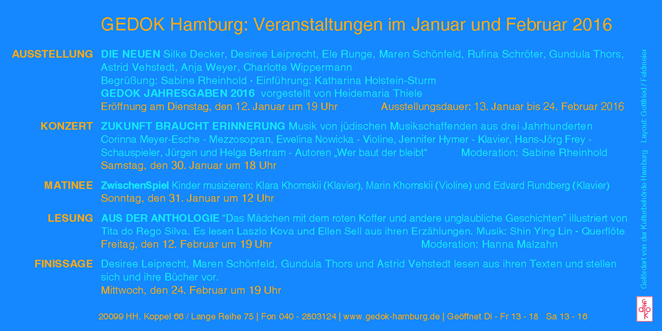 GEDOK Hamburg: Veranstaltungen im Januar und Februar 2016
AUSSTELLUNG DIE NEUEN Silke Decker, Desiree Leiprecht, Ele Runge, Maren Schönfeld, Rufina Schröter, Gundula Thors,
Astrid Vehstedt, Anja Weyer, Charlotte Wippermann
Begrüßung: Sabine Rheinhold - Einführung: Katharina Holstein-Sturm
GEDOK JAHRESGABEN 2016 vorgestellt von Heidemaria Thiele
Eröffnung am Dienstag, den 12. Januar um 19 Uhr Ausstellungsdauer: 13. Januar bis 24. Februar 2016
KONZERT ZUKUNFT BRAUCHT ERINNERUNG Musik von jüdischen Musikschaffenden aus drei Jahrhunderten
Corinna Meyer-Esche - Mezzosopran, Ewelina Nowicka - Violine, Jennifer Hymer - Klavier, Hans-Jörg Frey -
Schauspieler, Jürgen und Helga Bertram - Autoren „Wer baut der bleibt“ Moderation: Sabine Rheinhold
Samstag, den 30. Januar um 18 Uhr
MATINEE ZwischenSpiel Kinder musizieren: Klara Khomskii (Klavier), Marin Khomskii (Violine) und Edvard Rundberg (Klavier)
Sonntag, den 31. Januar um 12 Uhr
LESUNG AUS DER ANTHOLOGIE “Das Mädchen mit dem roten Koffer und andere unglaubliche Geschichten” illustriert von
Tita do Rego Silva. Es lesen Laszlo Kova und Ellen Sell aus ihren Erzählungen. Musik: Shin Ying Lin - Querflöte
Freitag, den 12. Februar um 19 Uhr Moderation: Hanna Malzahn
FINISSAGE Desiree Leiprecht, Maren Schönfeld, Gundula Thors und Astrid Vehstedt lesen aus ihren Texten und stellen
sich und ihre Bücher vor.
Mittwoch, den 24. Februar um 19 Uhr
20099 HH. Koppel 66 / Lange Reihe 75 | Fon 040 - 2803124 | www.gedok-hamburg.de | Geöffnet Di - Fr 13 - 18 Sa 13 - 16
Gefördert von der Kulturbehörde Hamburg Layout: Gottfried / Feldmeier